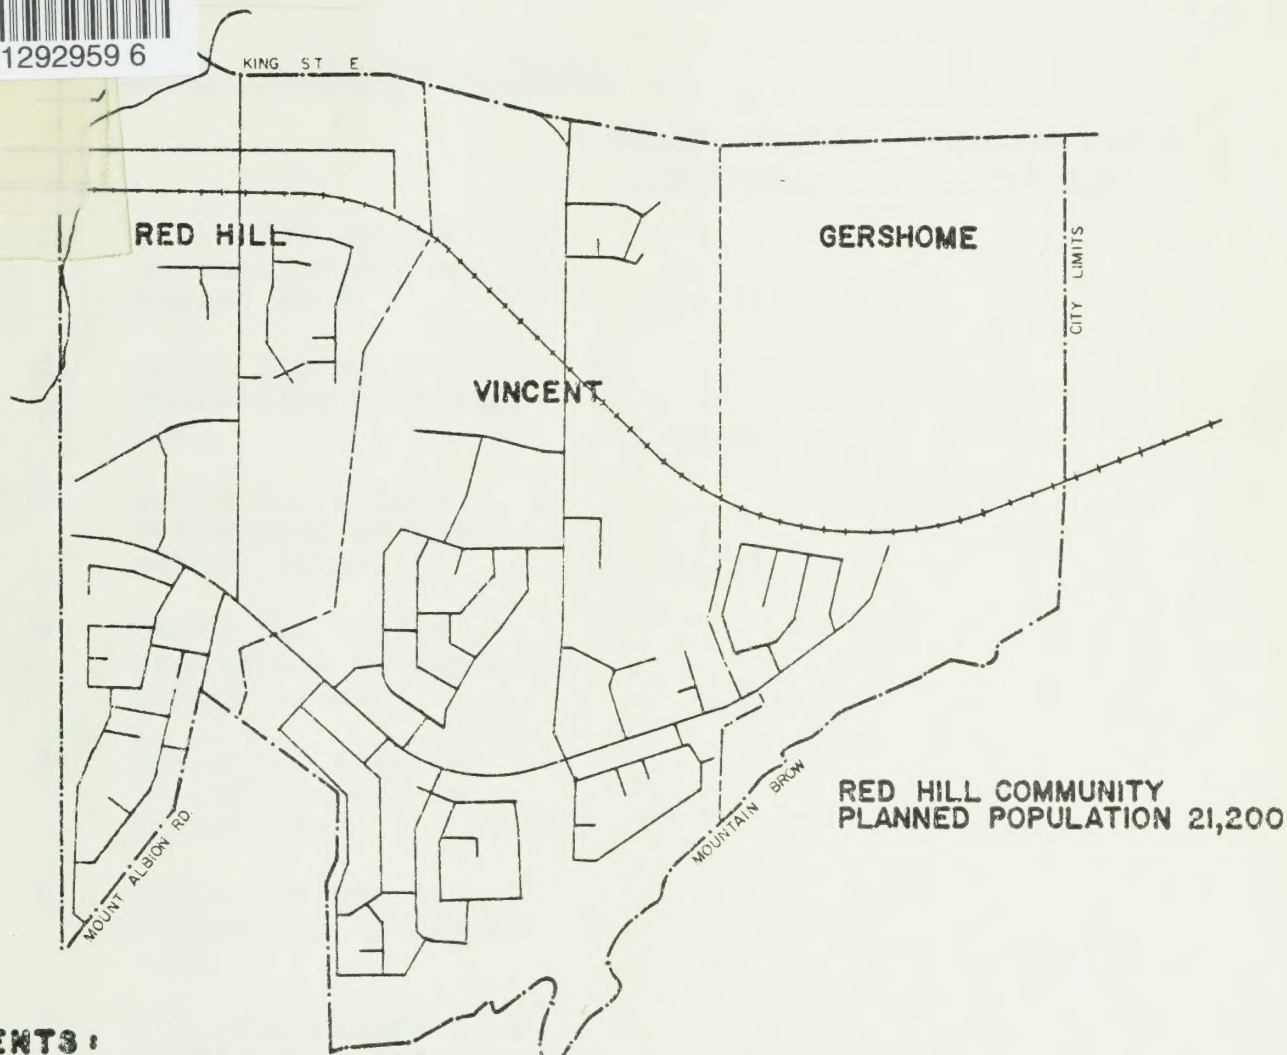 1292959 6
KING ST E
RED HILL
GERSHOME
CITY LIMITS
VINCENT
RED HILL COMMUNITY
PLANNED POPULATION 21,200
MOUNTAIN BROW
MOUNT ALBION RD.
ENTS: